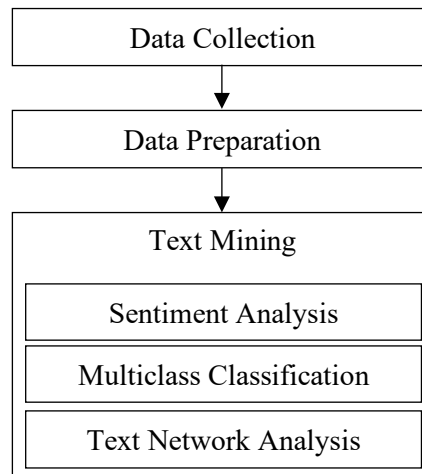 Data Collection
Data Preparation
Text Mining
Sentiment Analysis
Multiclass Classification
Text Network Analysis